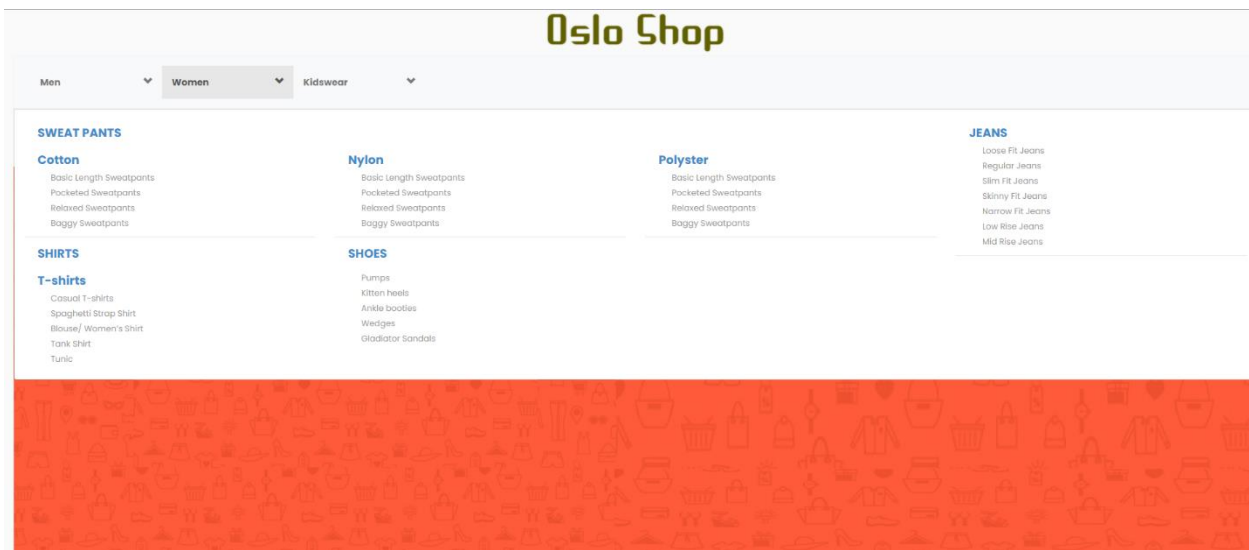 Oslo Shop
Men
Women
Kidswear
SWEAT PANTS
Cotton
Basic Length Sweatpants
Pocketed Sweatpants
Relaxed Sweatpants
Baggy Sweatpants
Nylon
Basic Length Sweatpants
Pocketed Sweatpants
Relaxed Sweatpants
Baggy Sweatpants
Polyster
Basic Length Sweatpants
Pocketed Sweatpants
Relaxed Sweatpants
Baggy Sweatpants
JEANS
Loose Fit Jeans
Regular Jeans
Slim Fit Jeans
Skinny Fit Jeans
Narrow Fit Jeans
Low Rise Jeans
Mid Rise Jeans
SHIRTS
T-shirts
Casual T-shirts
Spaghetti Strap Shirt
Blouse/ Women's Shirt
Tank Shirt
Tunic
SHOES
Pumps
Kitten heels
Ankle booties
Wedges
Gladiator Sandals